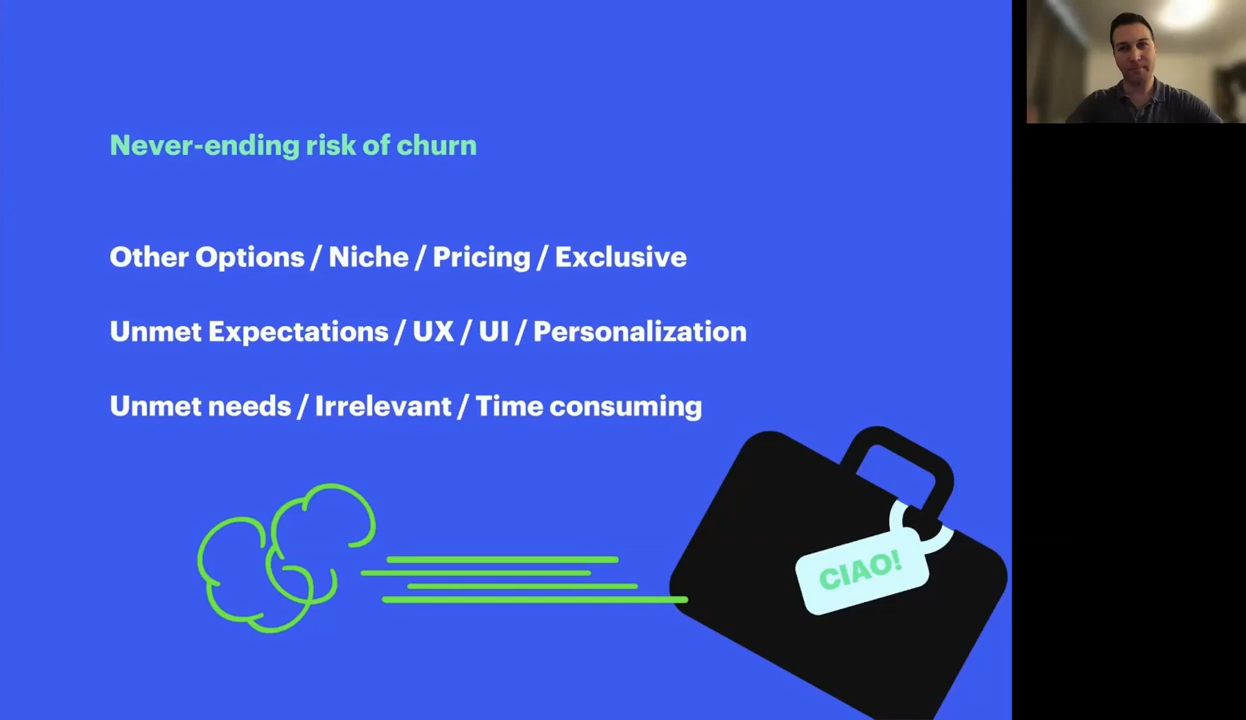 Never-ending risk of churn
Other Options / Niche / Pricing / Exclusive
Unmet Expectations / UX / UI / Personalization
Unmet needs / Irrelevant / Time consuming
CIAO!